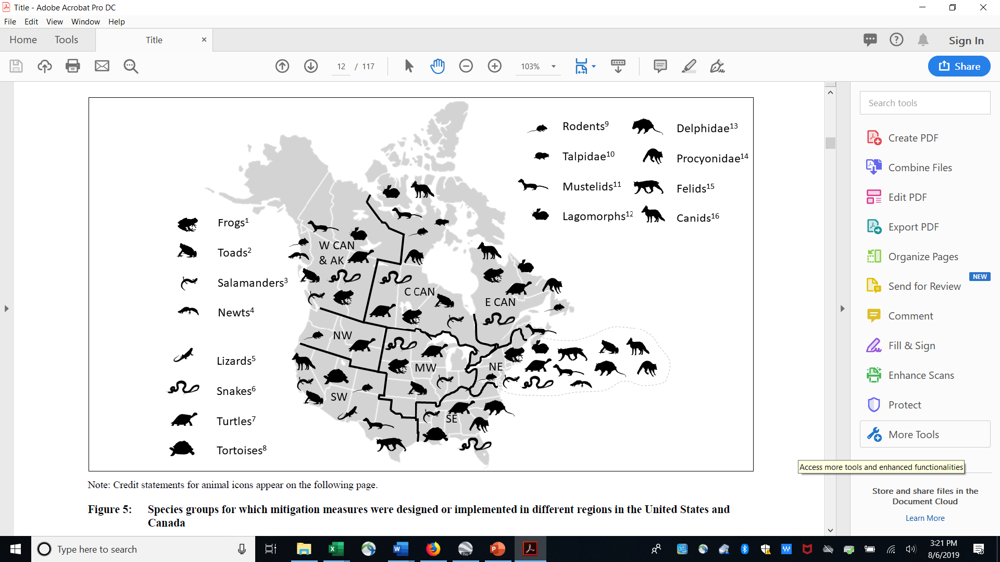 Title - Adobe Acrobat Pro DC
File Edit View Window Help
Home Tools Title Sign In
12 / 117 103% Share
Search tools
Create PDF
Combine Files
Edit PDF
Export PDF
Organize Pages
NEW
Send for Review
Comment
Fill & Sign
Enhance Scans
Protect
More Tools
Access more tools and enhanced functionalities
Store and share files in the
Document Cloud
Learn More
Rodents9 Delphidae13
Talpidae10 Procyonidae14
Mustelids11 Felids15
Lagomorphs12 Canids16
Frogs1
Toads2
Salamanders3
Newts4
Lizards5
Snakes6
Turtles7
Tortoises8
W CAN
& AK
C CAN
E CAN
NW
MW
NE
SW
SE
Note: Credit statements for animal icons appear on the following page.
Figure 5: Species groups for which mitigation measures were designed or implemented in different regions in the United States and
Canada
Type here to search
Pro
3:21 PM
8/6/2019